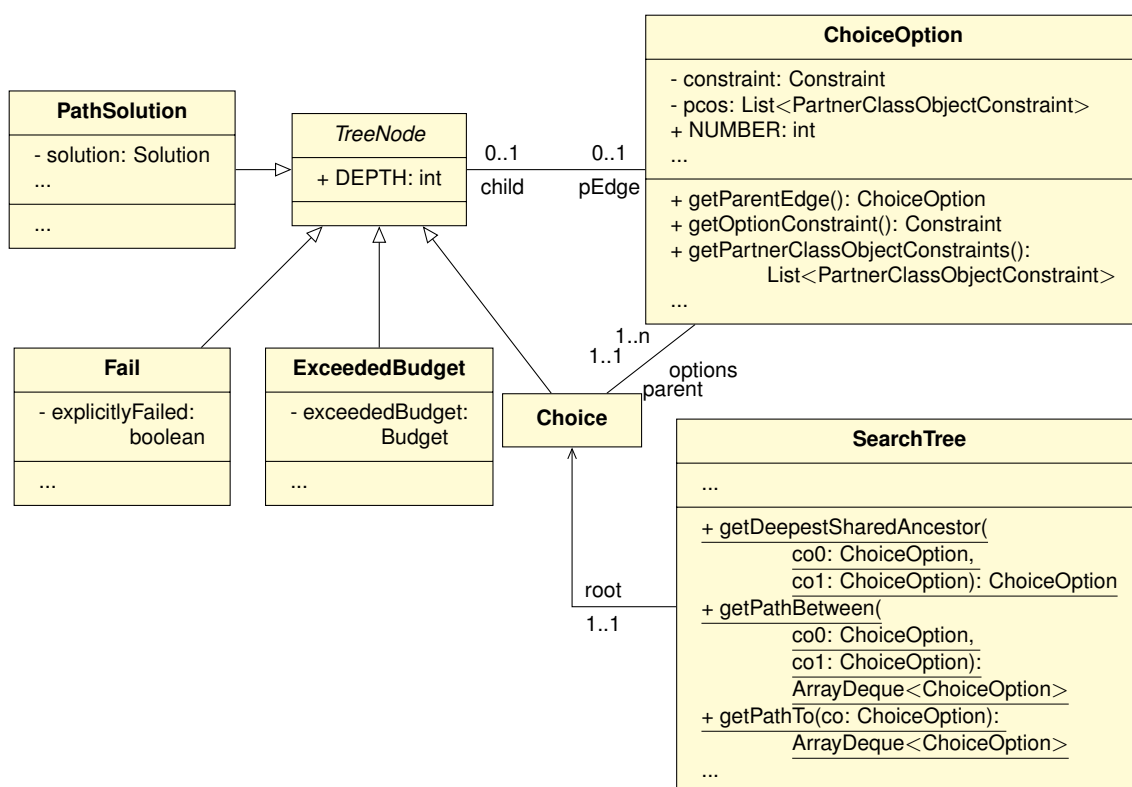 ChoiceOption
- constraint: Constraint
- pcos: List<PartnerClassObjectConstraint>
+ NUMBER: int
...
+ getParentEdge(): ChoiceOption
+ getOptionConstraint(): Constraint
+ getPartnerClassObjectConstraints():
List<PartnerClassObjectConstraint>
...
PathSolution
- solution: Solution
...
...
TreeNode
+ DEPTH: int
0..1
child
0..1
pEdge
Fail
- explicitlyFailed:
boolean
...
ExceededBudget
- exceededBudget:
Budget
...
1..n
1..1
options
parent
Choice
SearchTree
...
+ getDeepestSharedAncestor(
co0: ChoiceOption,
co1: ChoiceOption): ChoiceOption
+ getPathBetween(
co0: ChoiceOption,
co1: ChoiceOption):
ArrayDeque<ChoiceOption>
+ getPathTo(co: ChoiceOption):
ArrayDeque<ChoiceOption>
...
root
1..1